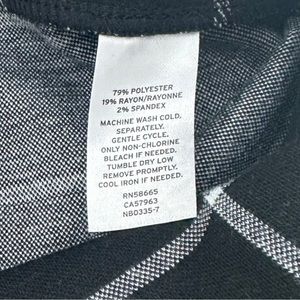 79% POLYESTER
19% RAYON/RAYONNE
2% SPANDEX
MACHINE WASH COLD,
SEPARATELY.
GENTLE CYCLE,
ONLY NON-CHLORINE
BLEACH IF NEEDED.
TUMBLE DRY LOW
REMOVE PROMPTLY.
COOL IRON IF NEEDED.
RN58665
CA57963
NB0335-7